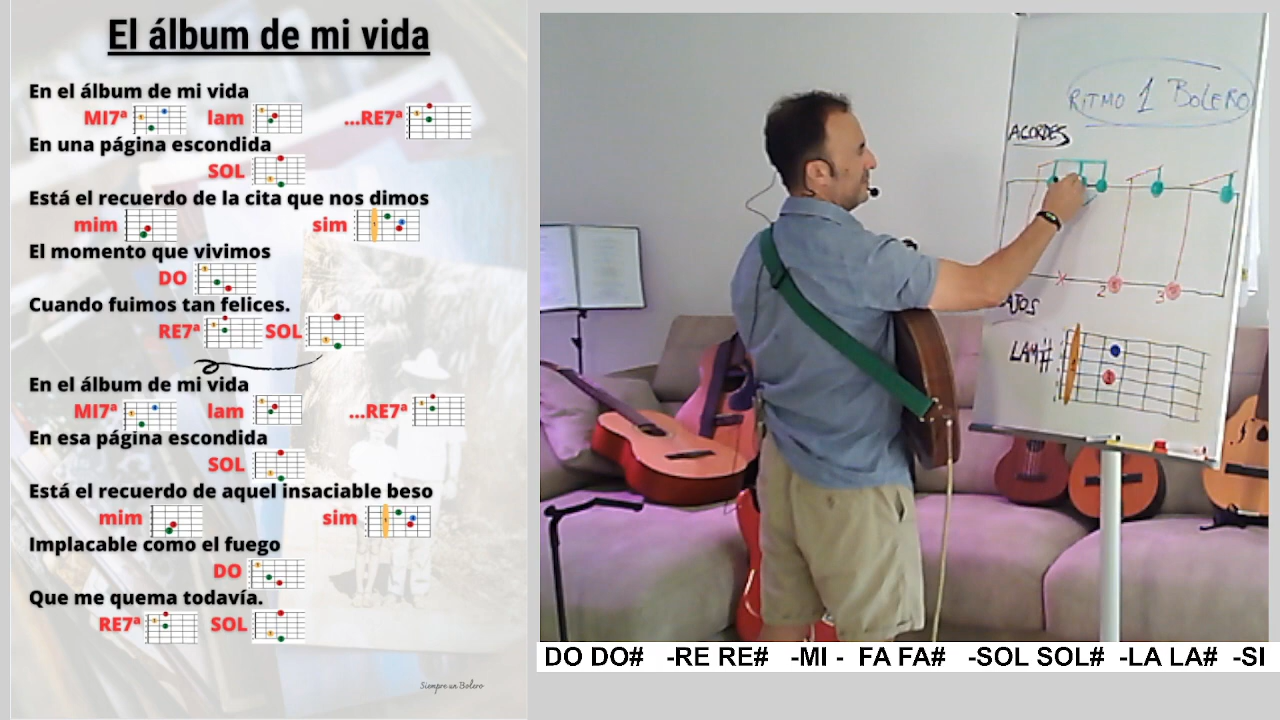 El álbum de mi vida
En el álbum de mi vida
MI7ª lam ...RE7ª
En una página escondida
SOL
Está el recuerdo de la cita que nos dimos
mim sim
El momento que vivimos
DO
Cuando fuimos tan felices.
RE7ª SOL
En el álbum de mi vida
MI7ª lam ...RE7ª
En esa página escondida
SOL
Está el recuerdo de aquel insaciable beso
mim sim
Implacable como el fuego
DO
Que me quema todavía.
RE7ª SOL
Siempre un Bolero
RITMO 1 BOLERO
ACORDES
2 3
LAM#
DO DO# -RE RE# -MI - FA FA# -SOL SOL# -LA LA# -SI